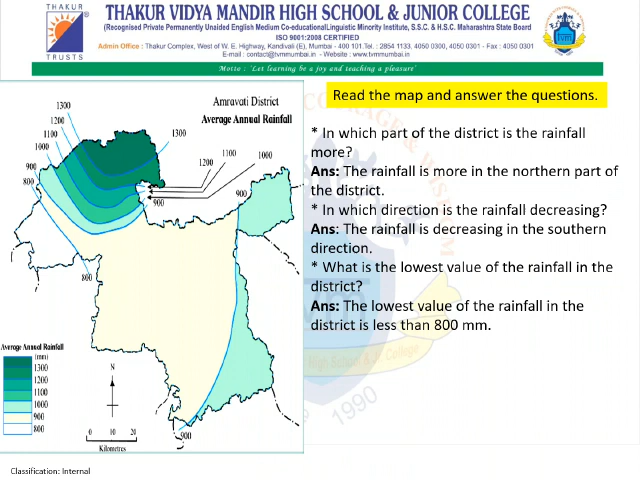 THAKUR VIDYA MANDIR HIGH SCHOOL & JUNIOR COLLEGE
(Recognised Private Permanently Unaided English Medium Co-educational Linguistic Minority Institute, S.S.C. & H.S.C. Maharashtra State Board
ISO 9001:2008 CERTIFIED
Admin Office : Thakur Complex, West of W. E. Highway, Kandivali (E), Mumbai - 400 101. Tel. : 2854 1133, 4050 0300, 4050 0301 - Fax : 4050 0301
E-mail : contact@tvmmumbai.in - Website : www.tvmmumbai.in
THAKUR
TRUSTS
Motto : 'Let learning be a joy and teaching a pleasure'
Amravati District
Average Annual Rainfall
1300
1200
1100
1000
900
800
1300
1200
1100
1000
900
900
800
900
Average Annual Rainfall
(mm)
1300
1200
1100
1000
900
800
N
0 10 20
Kilometres
Read the map and answer the questions.
* In which part of the district is the rainfall
more?
Ans: The rainfall is more in the northern part of
the district.
* In which direction is the rainfall decreasing?
Ans: The rainfall is decreasing in the southern
direction.
* What is the lowest value of the rainfall in the
district?
Ans: The lowest value of the rainfall in the
district is less than 800 mm.
1990
Classification: Internal